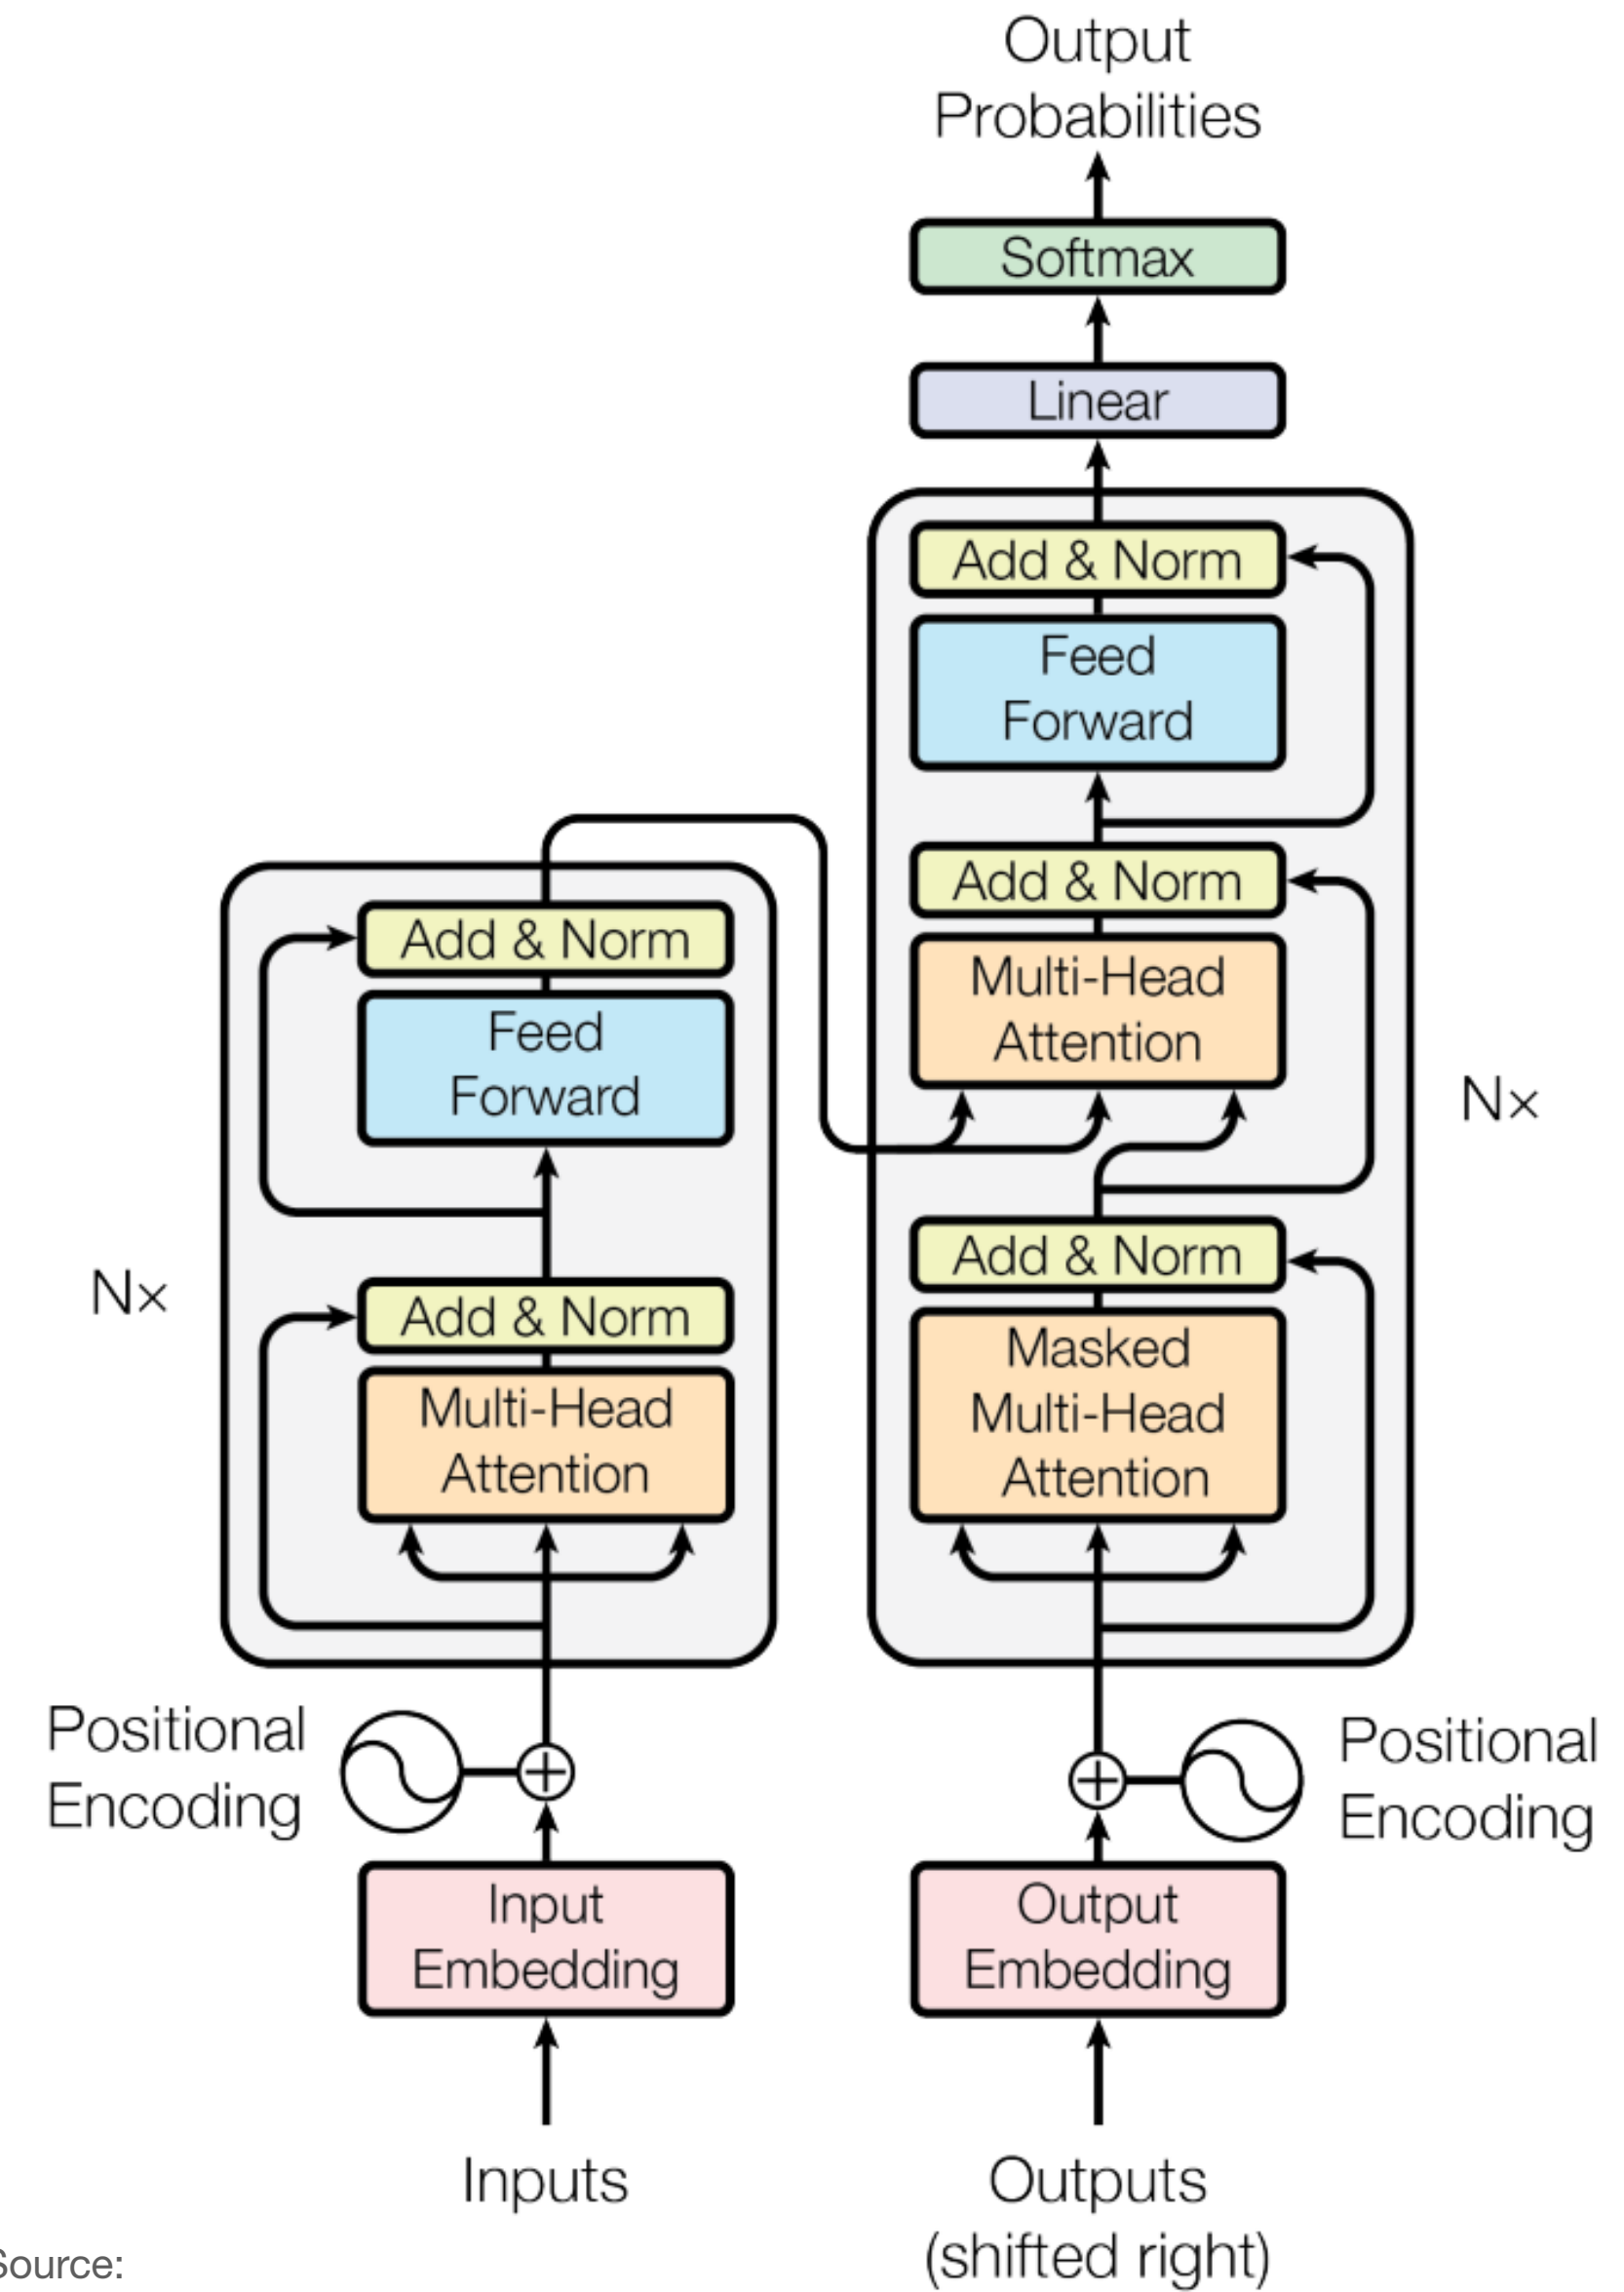 Output
Probabilities
Softmax
Linear
Add & Norm
Feed
Forward
Add & Norm
Multi-Head
Attention
Add & Norm
Masked
Multi-Head
Attention
N×
Add & Norm
Feed
Forward
Add & Norm
Multi-Head
Attention
N×
Positional
Encoding
Positional
Encoding
Input
Embedding
Output
Embedding
Inputs
Outputs
(shifted right)
Source: